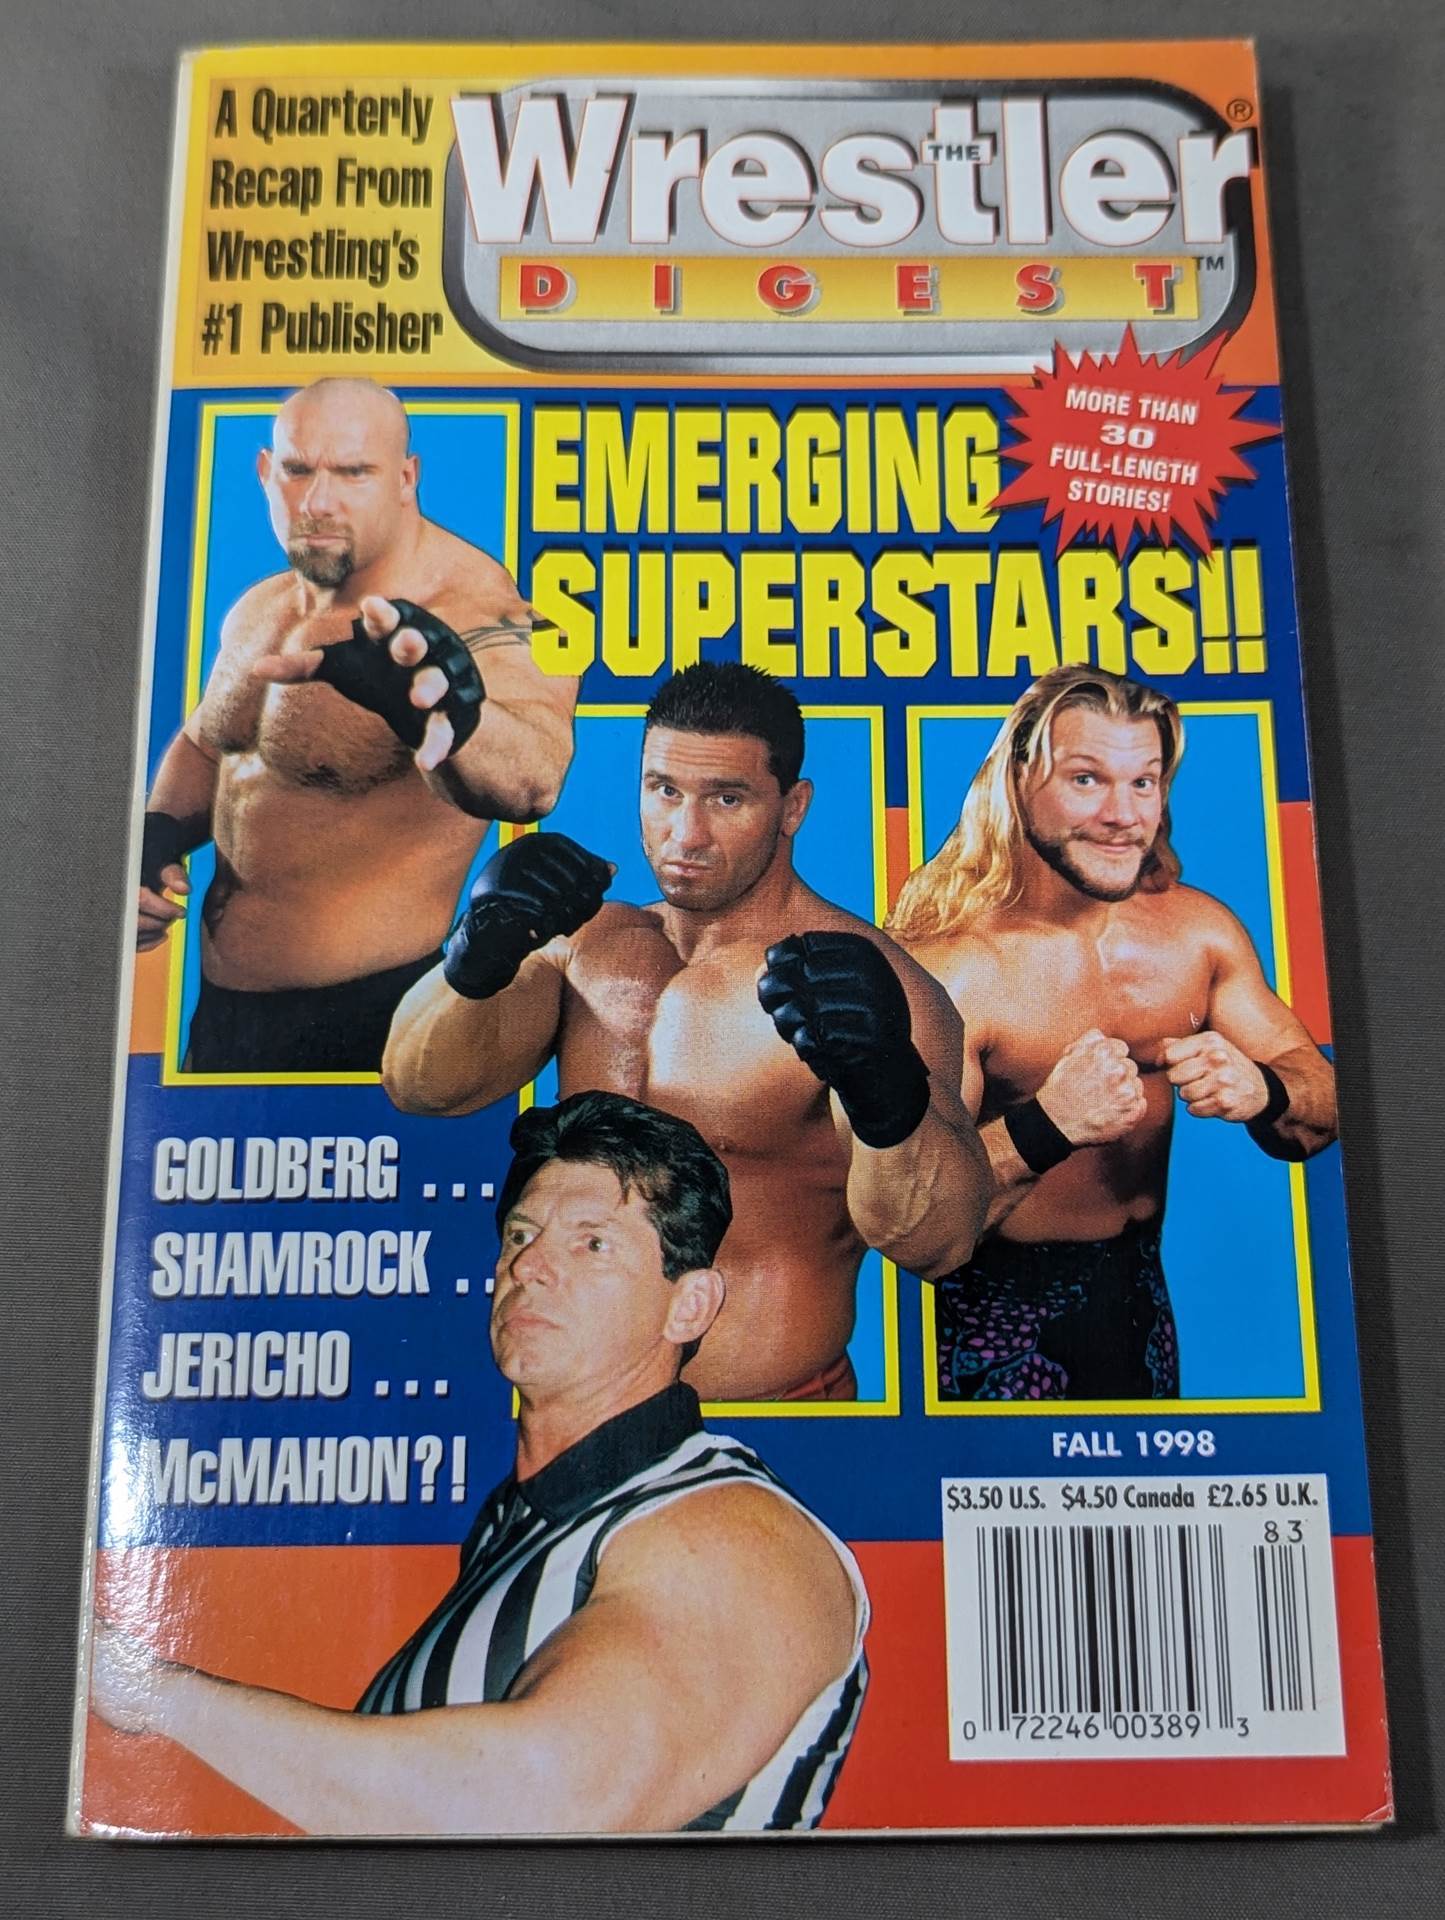 A Quarterly
Recap From
Wrestling's
#1 Publisher
THE
Wrestler®
DIGEST™
MORE THAN
30
FULL-LENGTH
STORIES!
EMERGING
SUPERSTARS!!
GOLDBERG ...
SHAMROCK ..
JERICHO ...
McMAHON?!
FALL 1998
$3.50 U.S. $4.50 Canada £2.65 U.K.
83
0 72246 00389 3